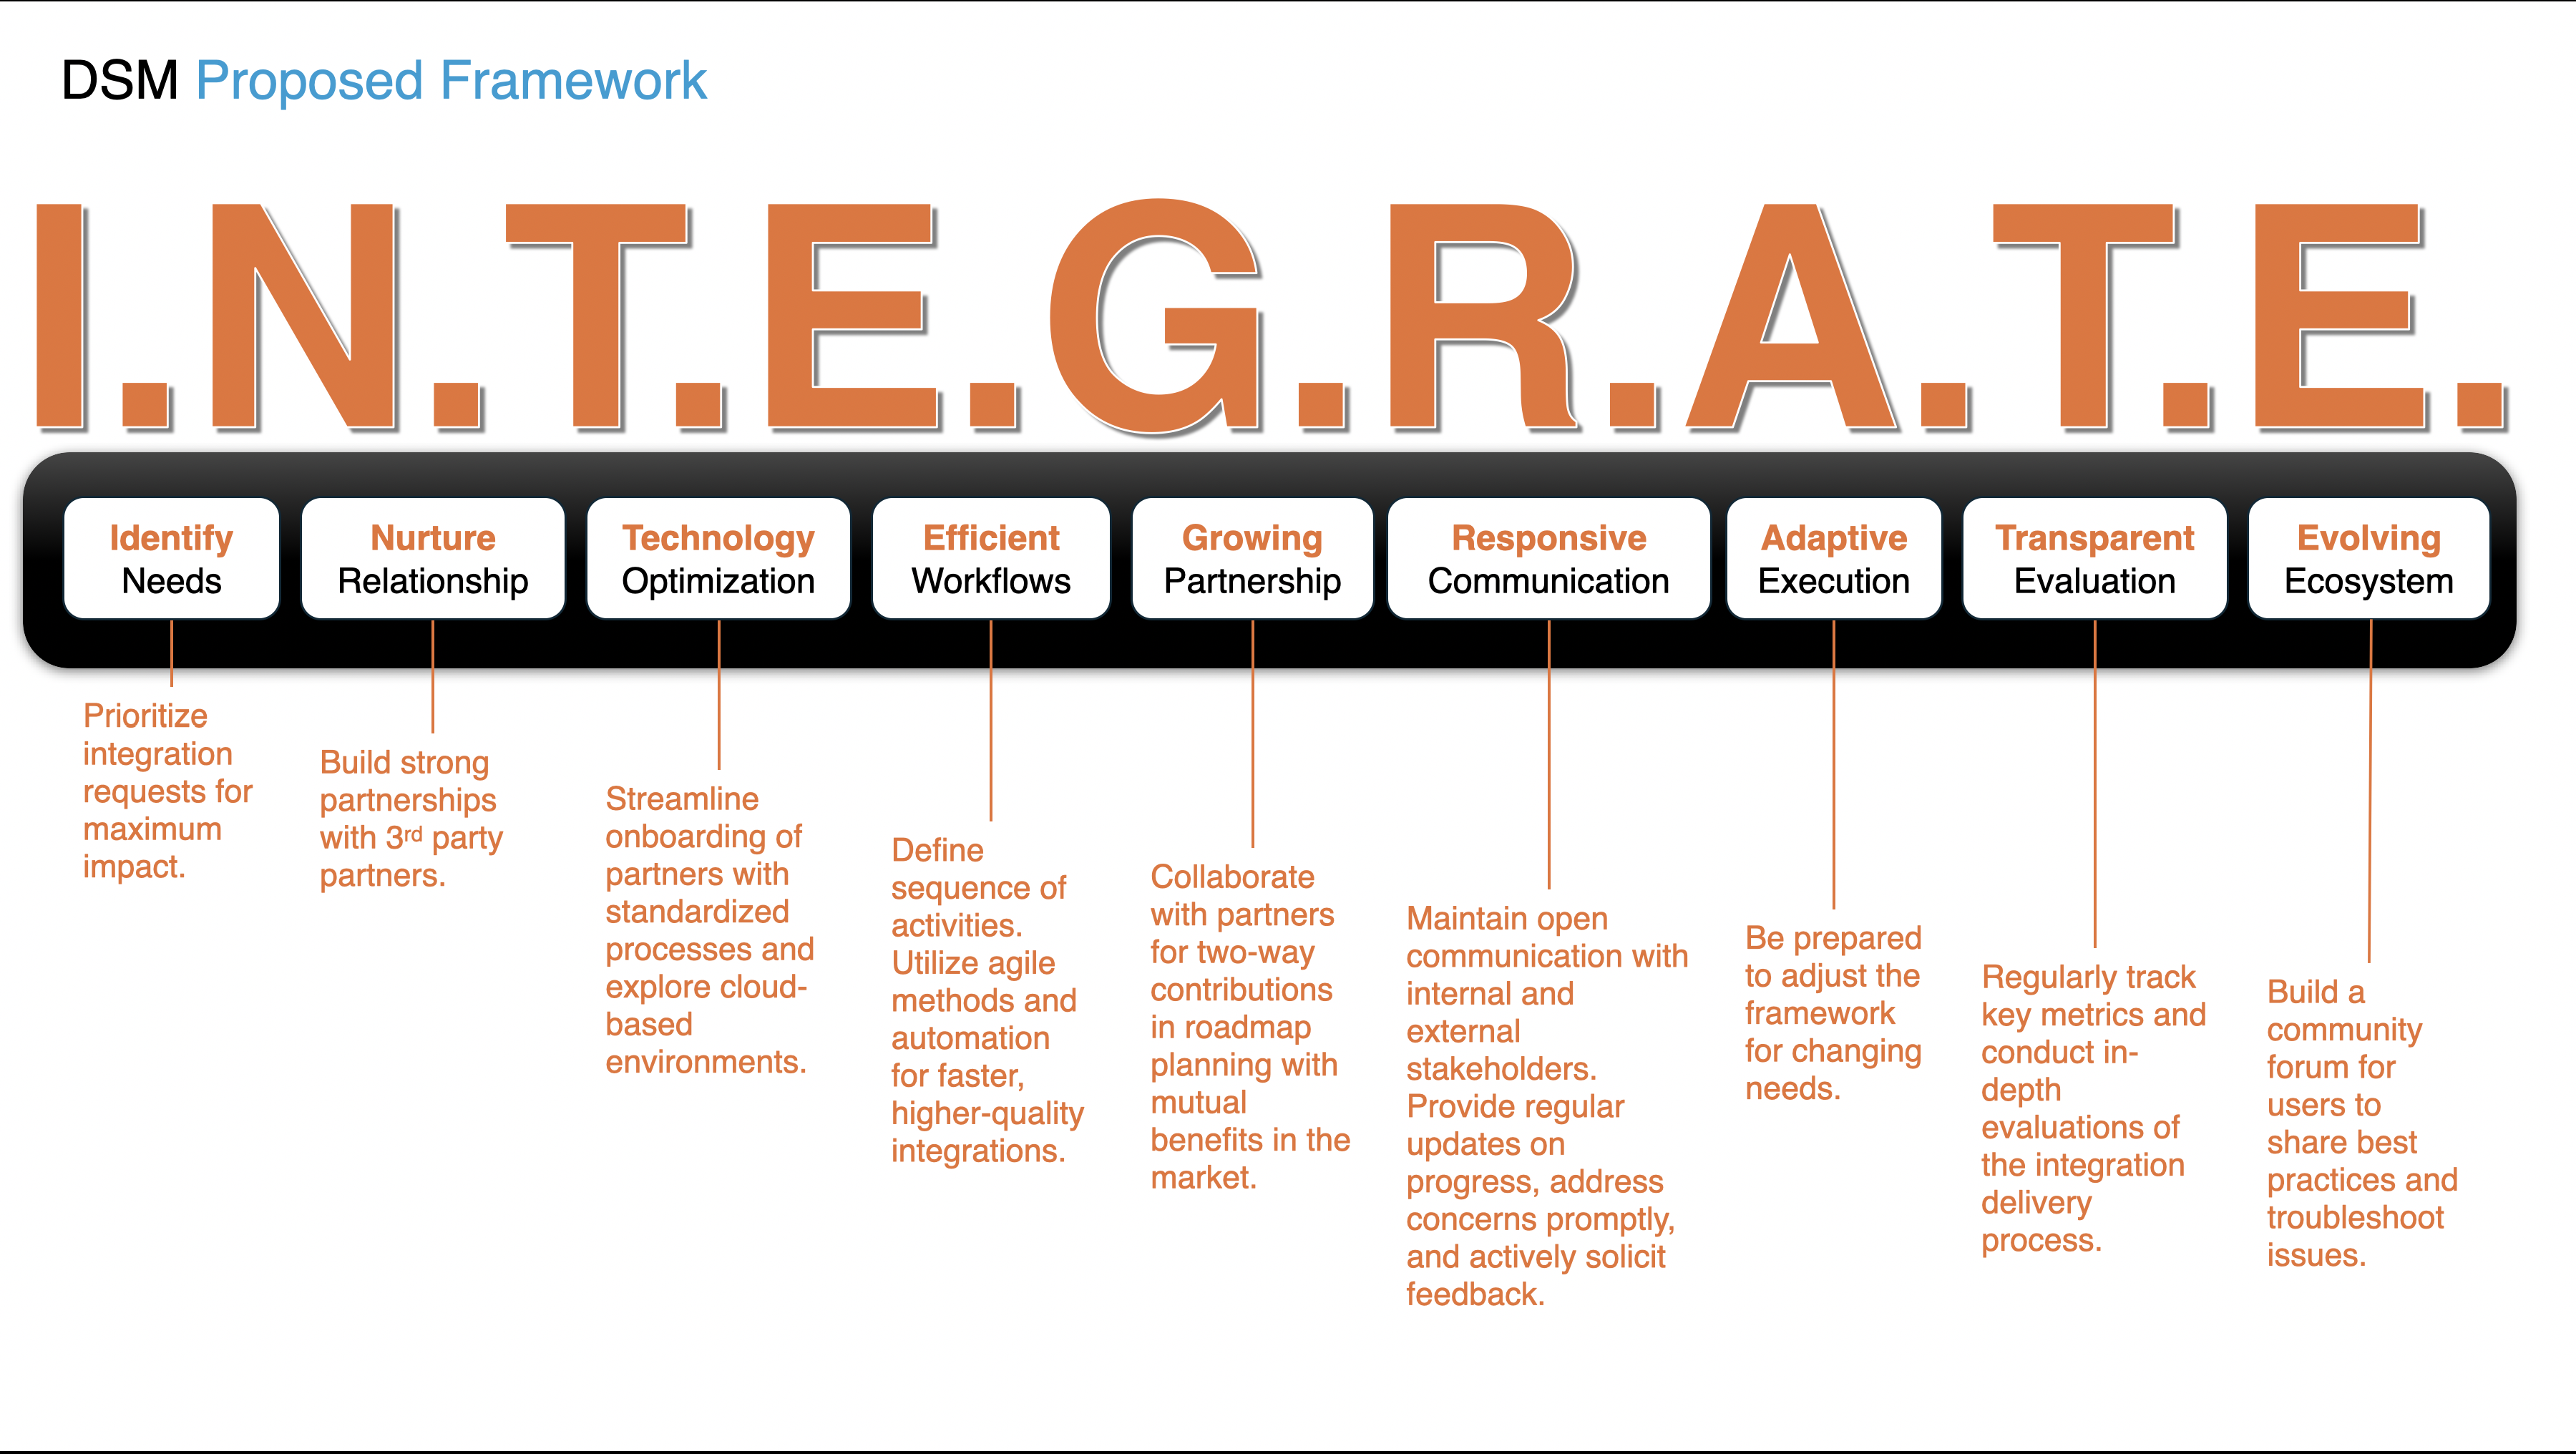 DSM Proposed Framework
I.N.T.E.G.R.A.T.E.
Identify
Needs
Nurture
Relationship
Technology
Optimization
Efficient
Workflows
Growing
Partnership
Responsive
Communication
Adaptive
Execution
Transparent
Evaluation
Evolving
Ecosystem
Prioritize
integration
requests for
maximum
impact.
Build strong
partnerships
with 3rd party
partners.
Streamline
onboarding of
partners with
standardized
processes and
explore cloud-
based
environments.
Define
sequence of
activities.
Utilize agile
methods and
automation
for faster,
higher-quality
integrations.
Collaborate
with partners
for two-way
contributions
in roadmap
planning with
mutual
benefits in the
market.
Maintain open
communication with
internal and
external
stakeholders.
Provide regular
updates on
progress, address
concerns promptly,
and actively solicit
feedback.
Be prepared
to adjust the
framework
for changing
needs.
Regularly track
key metrics and
conduct in-
depth
evaluations of
the integration
delivery
process.
Build a
community
forum for
users to
share best
practices and
troubleshoot
issues.